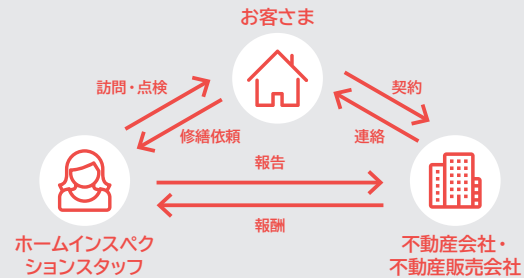 お客さま
訪問・点検
契約
修繕依頼
連絡
報告
報酬
ホームインスペク
ションスタッフ
不動産会社・
不動産販売会社